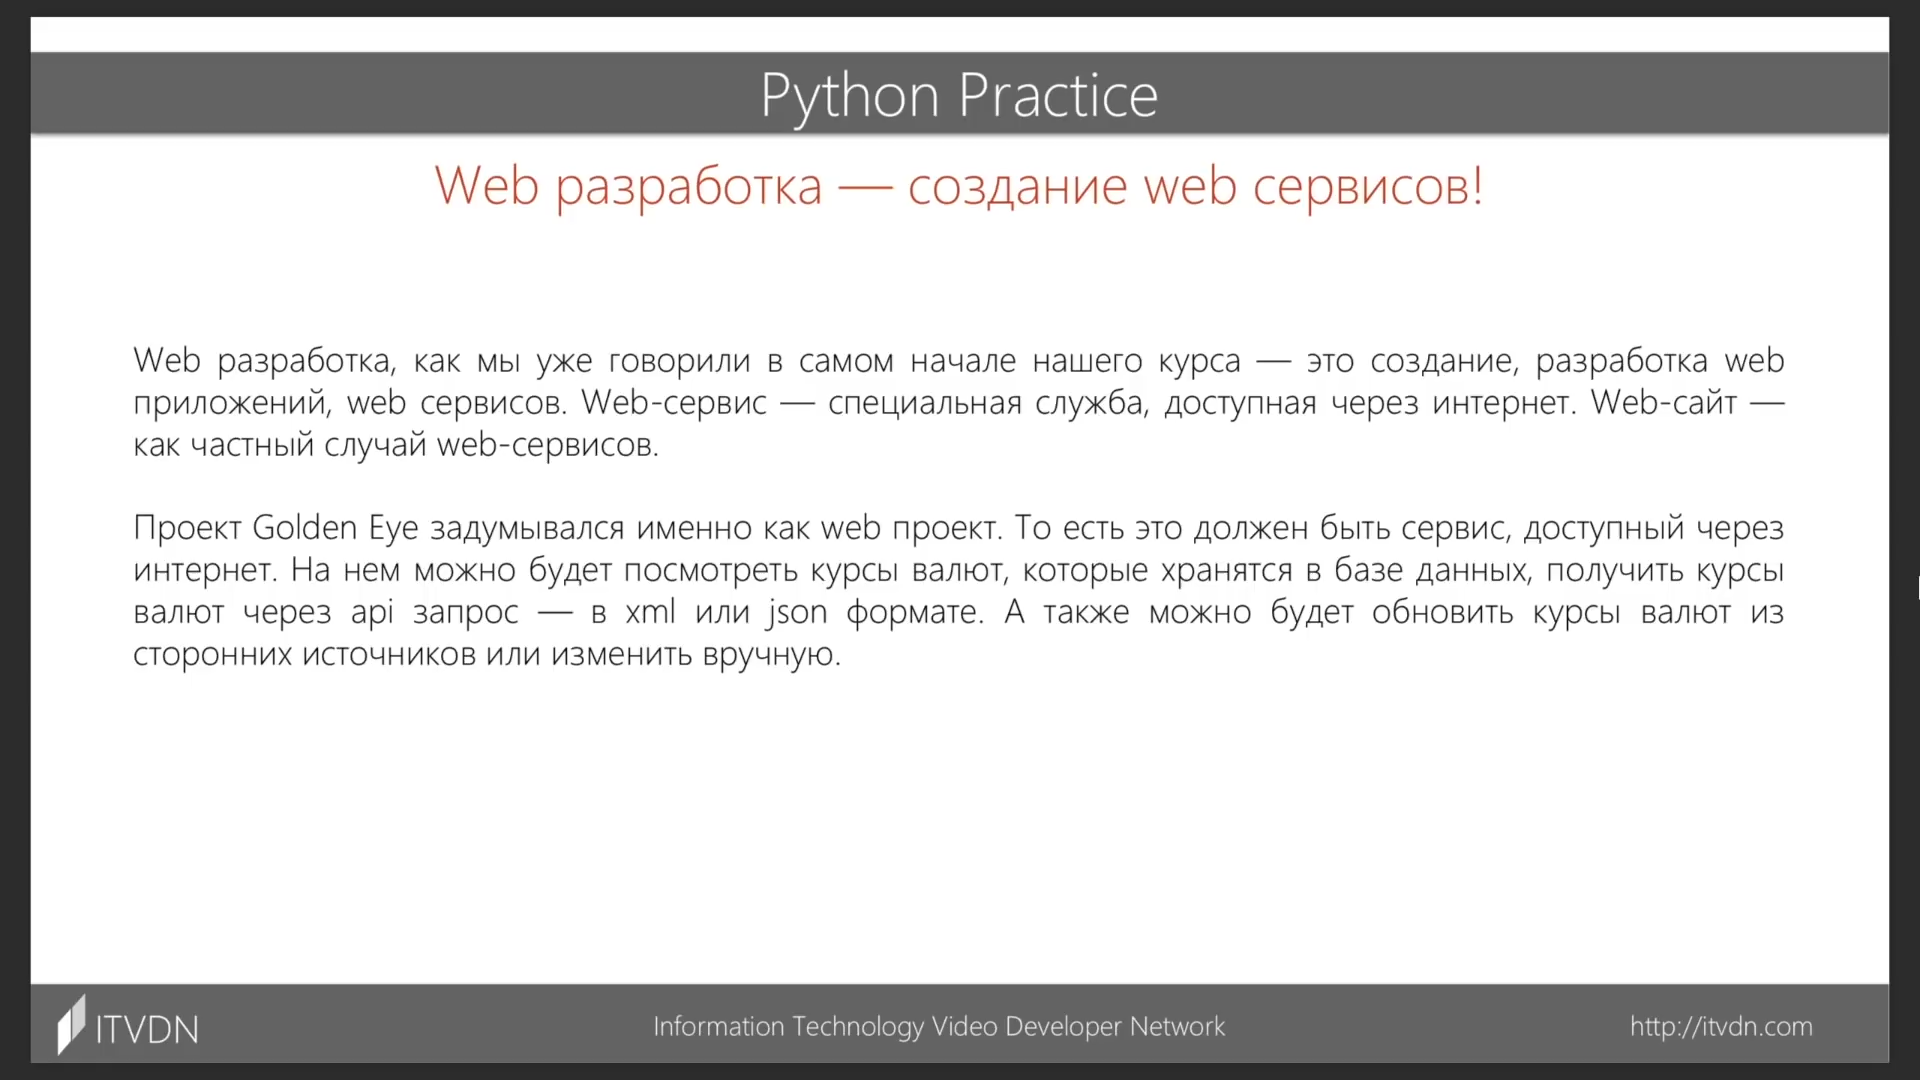 Python Practice
Web разработка — создание web сервисов!
Web разработка, как мы уже говорили в самом начале нашего курса — это создание, разработка web
приложений, web сервисов. Web-сервис — специальная служба, доступная через интернет. Web-сайт —
как частный случай web-сервисов.
Проект Golden Eye задумывался именно как web проект. То есть это должен быть сервис, доступный через
интернет. На нем можно будет посмотреть курсы валют, которые хранятся в базе данных, получить курсы
валют через api запрос — в xml или json формате. А также можно будет обновить курсы валют из
сторонних источников или изменить вручную.
ITVDN
Information Technology Video Developer Network
http://itvdn.com